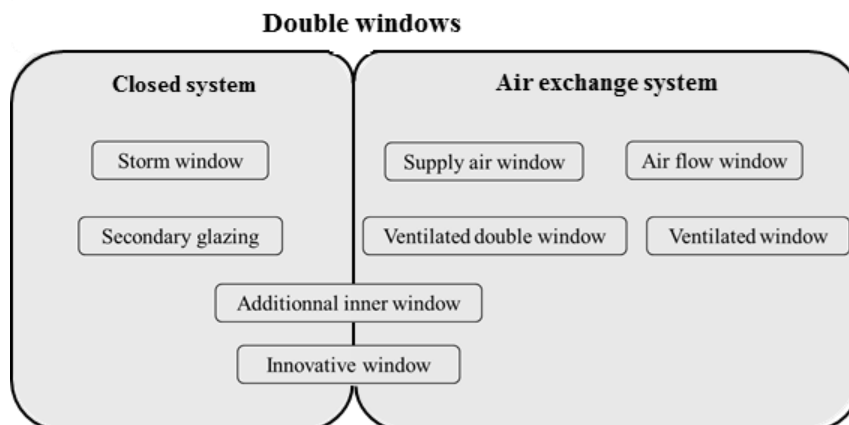 Double windows
Closed system
Air exchange system
Storm window
Supply air window
Air flow window
Secondary glazing
Ventilated double window
Ventilated window
Additionnal inner window
Innovative window